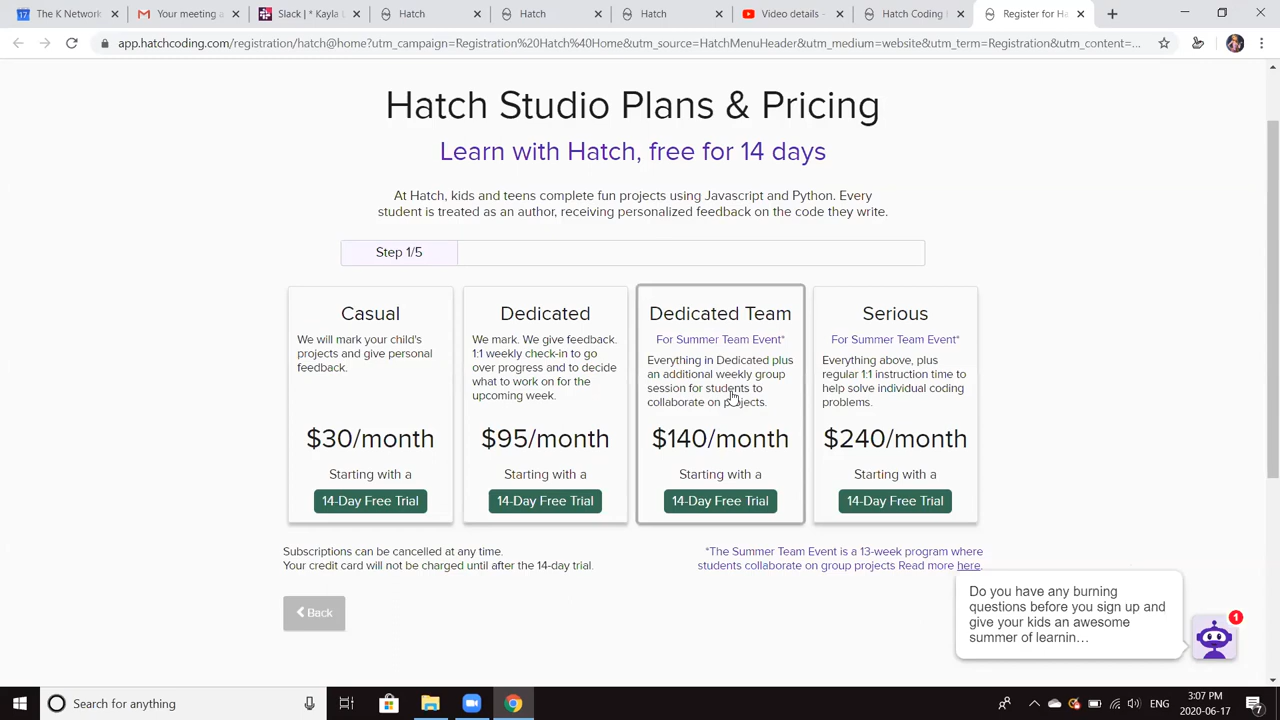 17
The K Network
Your meeting a
Slack | * Kayla L
Hatch
Hatch
Hatch
Video details -
Hatch Coding |
Register for Ha
app.hatchcoding.com/registration/hatch@home?utm_campaign=Registration%20Hatch%40Home&utm_source=HatchMenuHeader&utm_medium=website&utm_term=Registration&utm_content=...
Hatch Studio Plans & Pricing
Learn with Hatch, free for 14 days
At Hatch, kids and teens complete fun projects using Javascript and Python. Every
student is treated as an author, receiving personalized feedback on the code they write.
Step 1/5
Casual
We will mark your child's
projects and give personal
feedback.
$30/month
Starting with a
14-Day Free Trial
Dedicated
We mark. We give feedback.
1:1 weekly check-in to go
over progress and to decide
what to work on for the
upcoming week.
$95/month
Starting with a
14-Day Free Trial
Dedicated Team
For Summer Team Event*
Everything in Dedicated plus
an additional weekly group
session for students to
collaborate on projects.
$140/month
Starting with a
14-Day Free Trial
Serious
For Summer Team Event*
Everything above, plus
regular 1:1 instruction time to
help solve individual coding
problems.
$240/month
Starting with a
14-Day Free Trial
Subscriptions can be cancelled at any time.
Your credit card will not be charged until after the 14-day trial.
*The Summer Team Event is a 13-week program where
students collaborate on group projects Read more here.
Back
Do you have any burning
questions before you sign up and
give your kids an awesome
summer of learnin...
1
Search for anything
ENG
3:07 PM
2020-06-17
7